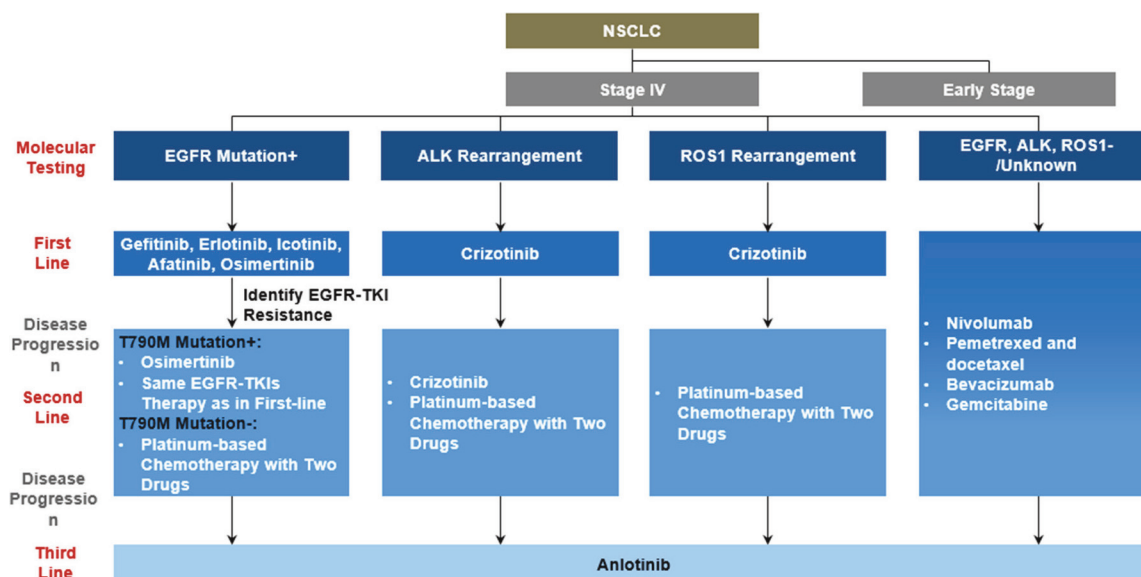 NSCLC
Stage IV
Early Stage
Molecular
Testing
EGFR Mutation+
ALK Rearrangement
ROS1 Rearrangement
EGFR, ALK, ROS1-
/Unknown
First
Line
Gefitinib, Erlotinib, Icotinib,
Afatinib, Osimertinib
Crizotinib
Crizotinib
Identify EGFR-TKI
Resistance
Disease
Progressio
n
Second
Line
Disease
Progressio
n
T790M Mutation+:
• Osimertinib
• Same EGFR-TKIs
Therapy as in First-line
T790M Mutation-:
• Platinum-based
Chemotherapy with Two
Drugs
• Crizotinib
• Platinum-based
Chemotherapy with Two
Drugs
• Platinum-based
Chemotherapy with Two
Drugs
• Nivolumab
• Pemetrexed and
docetaxel
• Bevacizumab
• Gemcitabine
Third
Line
Anlotinib